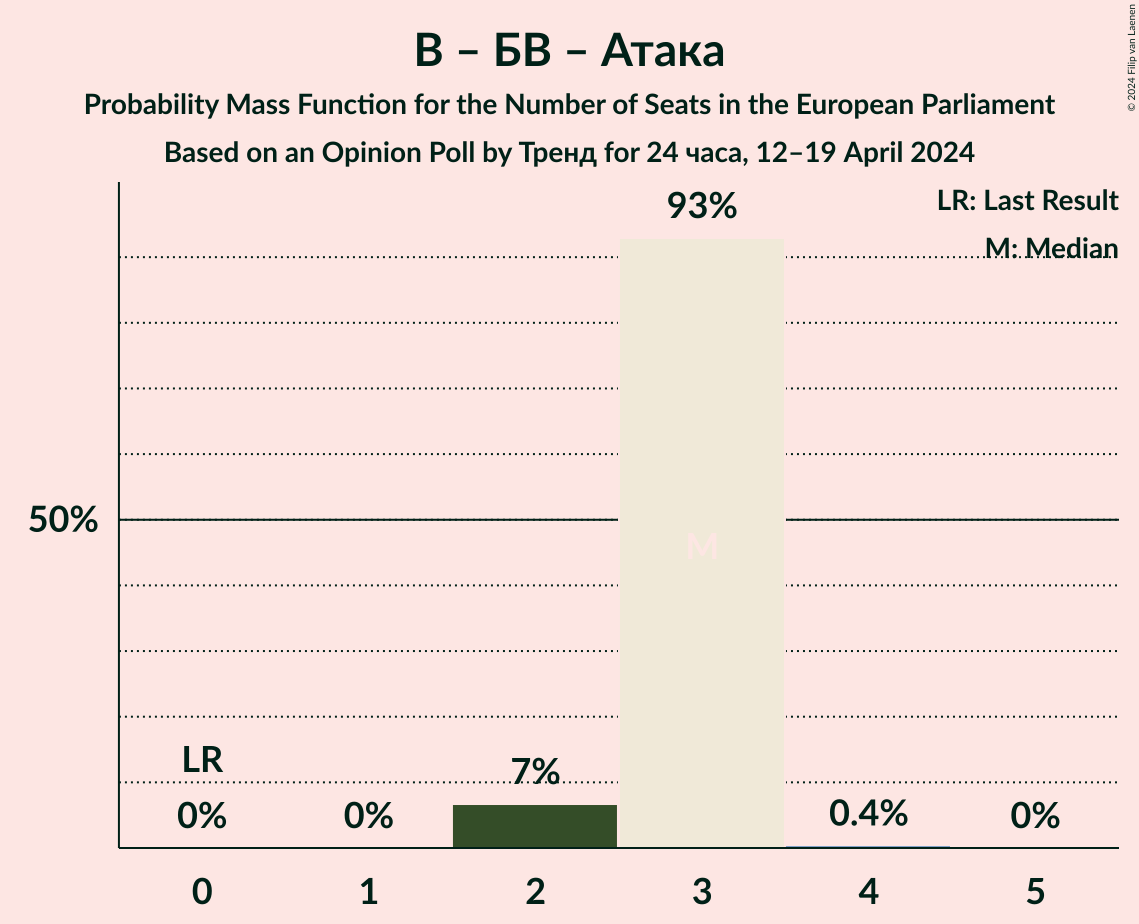 В – БВ – Атака
Probability Mass Function for the Number of Seats in the European Parliament
Based on an Opinion Poll by Тренд for 24 часа, 12–19 April 2024
© 2024 Filip van Laenen
LR: Last Result
M: Median
93%
50%
M
LR
7%
0%
0%
0.4%
0%
0
1
2
3
4
5